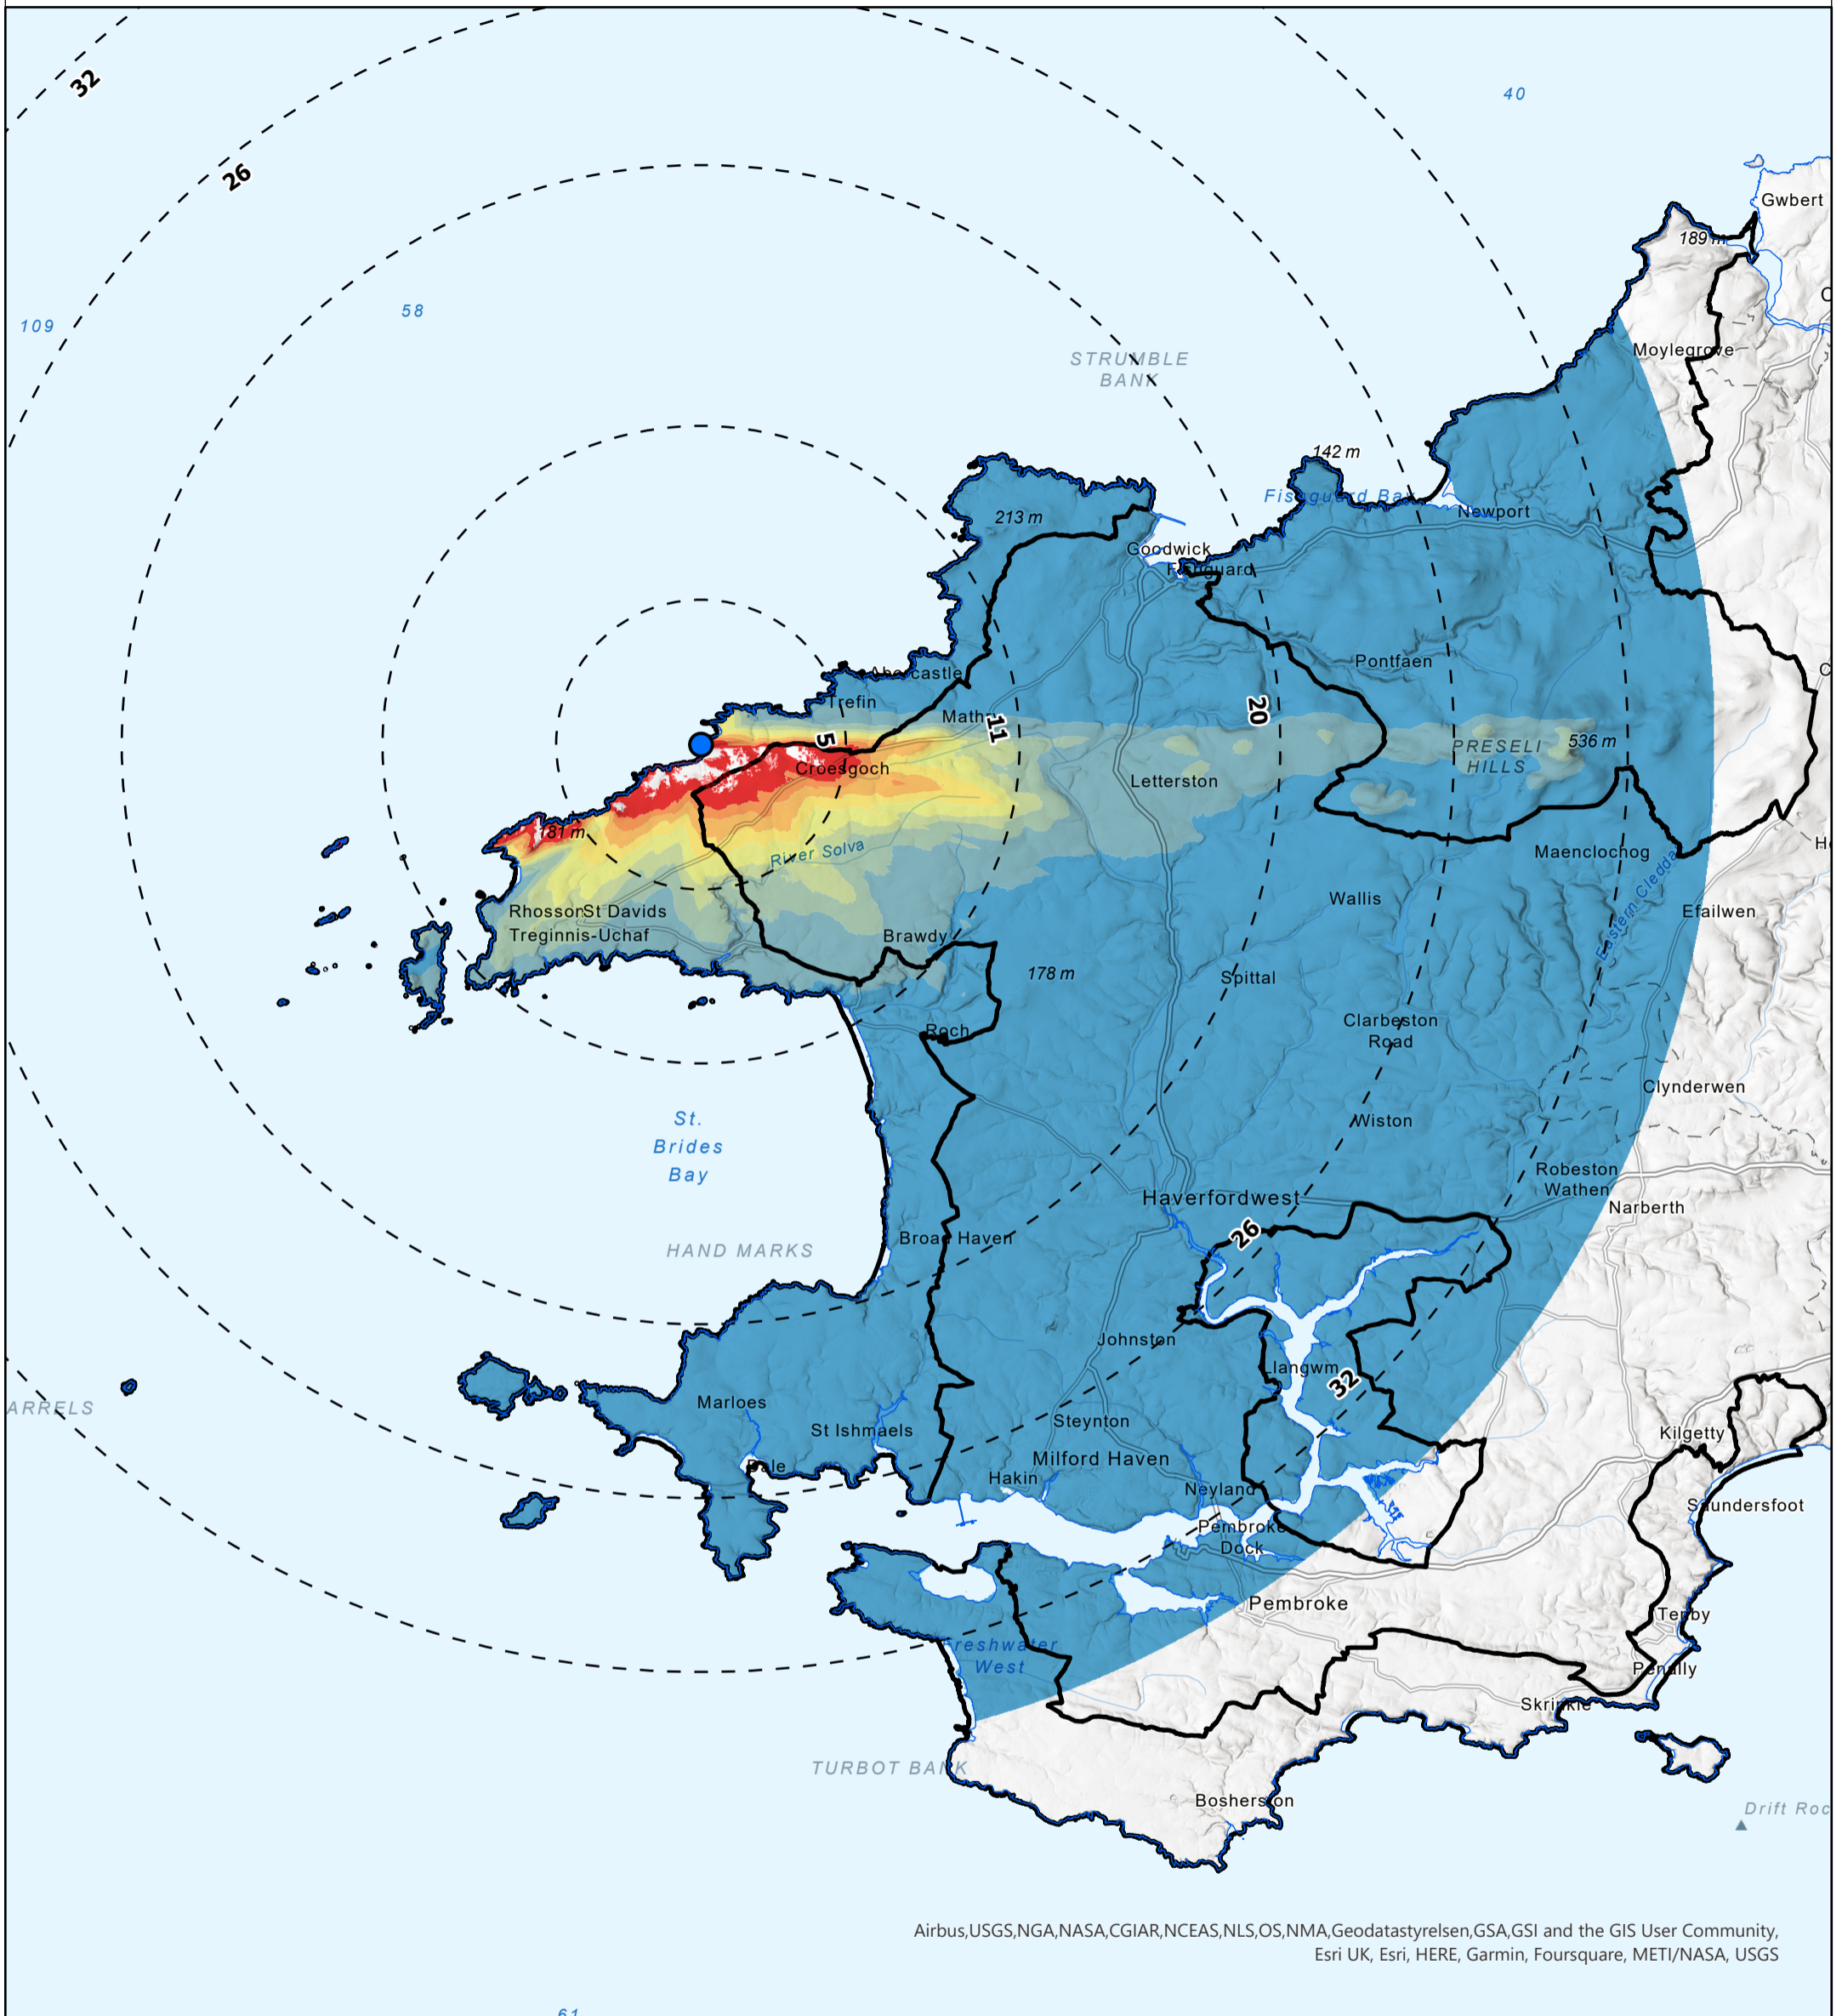 32
40
26
Gwbert
189 m
58
109
Moylegrove
STRUMBLE
BANK
142 m
Fishguard Bay
Newport
213 m
Goodwick
Fishguard
Pontfaen
Abercastle
Trefin
Mathry
11
20
5
PRESELI
HILLS
536 m
Croesgoch
Letterston
181 m
River Solva
Maenclochog
Eastern Cleddau
Wallis
Efailwen
Rhosson
St Davids
Treginnis-Uchaf
Brawdy
178 m
Spittal
Roch
Clarbeston
Road
Clynderwen
St.
Brides
Bay
Wiston
Robeston
Wathen
Haverfordwest
Narberth
26
Broad Haven
HAND MARKS
Johnston
Llangwm
32
Marloes
ARRELS
St Ishmaels
Steynton
Kilgetty
Milford Haven
Dale
Hakin
Neyland
Saundersfoot
Pembroke
Dock
Pembroke
Tenby
Freshwater
West
Penally
Skrinkle
TURBOT BANK
Bosherston
Drift Roc
Airbus,USGS,NGA,NASA,CGIAR,NCEAS,NLS,OS,NMA,Geodatastyrelsen,GSA,GSI and the GIS User Community,
Esri UK, Esri, HERE, Garmin, Foursquare, METI/NASA, USGS
61